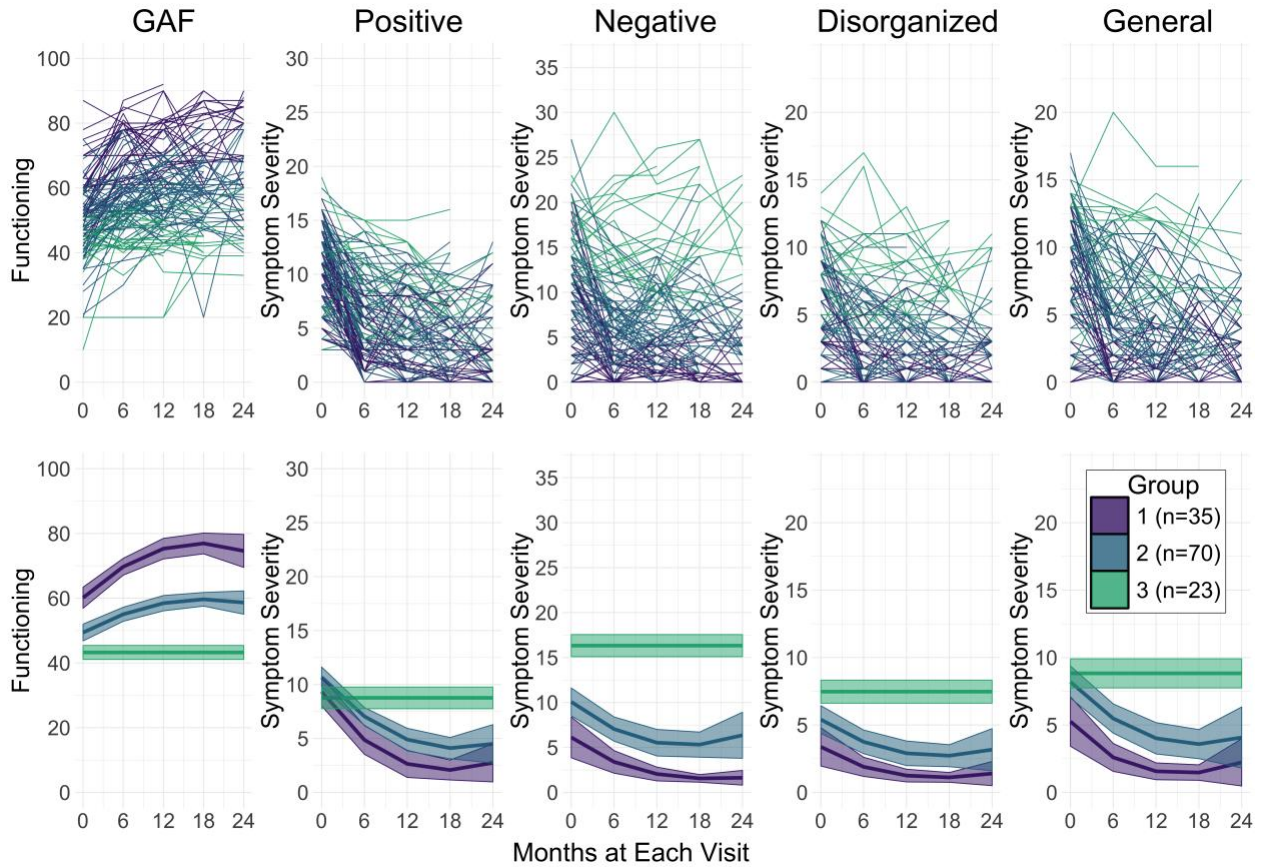 GAF Positive Negative Disorganized General
Functioning
100
80
60
40
20
0
0 6 12 18 24
Symptom Severity
30
25
20
15
10
5
0
0 6 12 18 24
Symptom Severity
35
30
25
20
15
10
5
0
0 6 12 18 24
Symptom Severity
20
15
10
5
0
0 6 12 18 24
Symptom Severity
20
15
10
5
0
0 6 12 18 24
Functioning
100
80
60
40
20
0
0 6 12 18 24
Symptom Severity
30
25
20
15
10
5
0
0 6 12 18 24
Symptom Severity
35
30
25
20
15
10
5
0
0 6 12 18 24
Symptom Severity
20
15
10
5
0
0 6 12 18 24
Symptom Severity
20
15
10
5
0
0 6 12 18 24
Group
1 (n=35)
2 (n=70)
3 (n=23)
Months at Each Visit